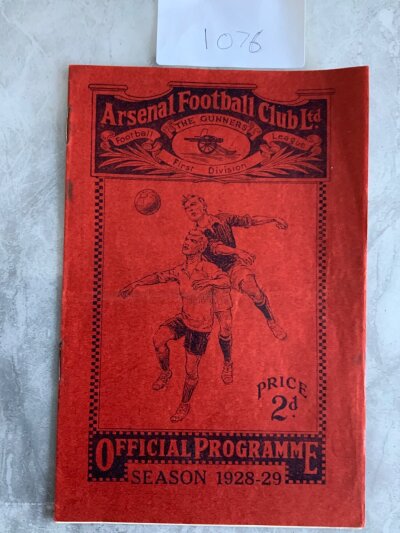 1076
Arsenal Football Club Ltd.
"THE GUNNERS"
Football League
First Division
PRICE
2d.
OFFICIAL PROGRAMME
SEASON 1928-29